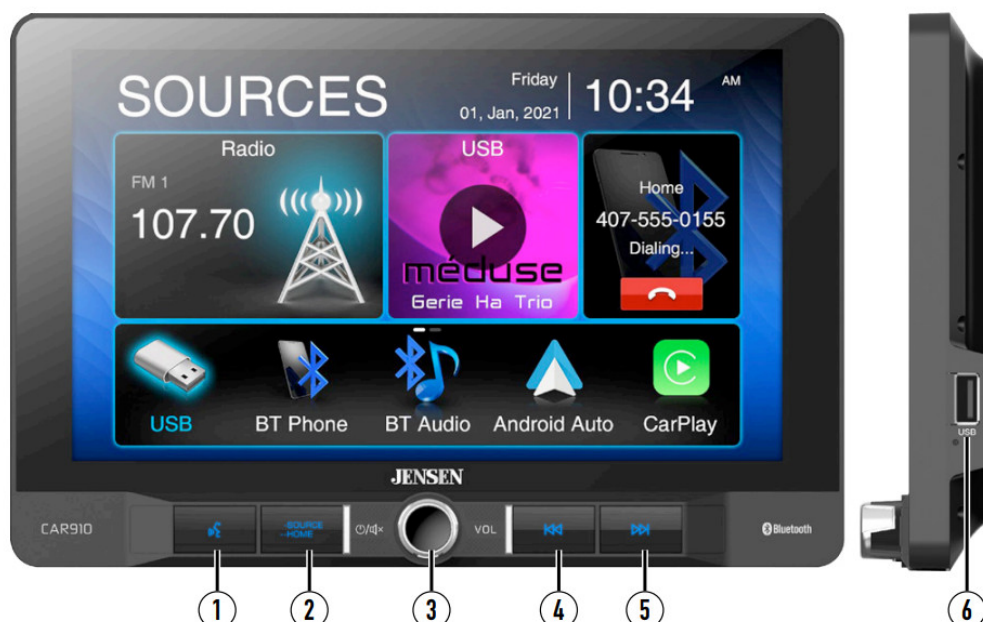 SOURCES
Friday
01, Jan, 2021
10:34 AM
Radio
FM 1
107.70
USB
méduse
Gerie Ha Trio
Home
407-555-0155
Dialing...
USB
BT Phone
BT Audio
Android Auto
CarPlay
JENSEN
CAR910
-SOURCE
--HOME
VOL
Bluetooth
USB
1
2
3
4
5
6